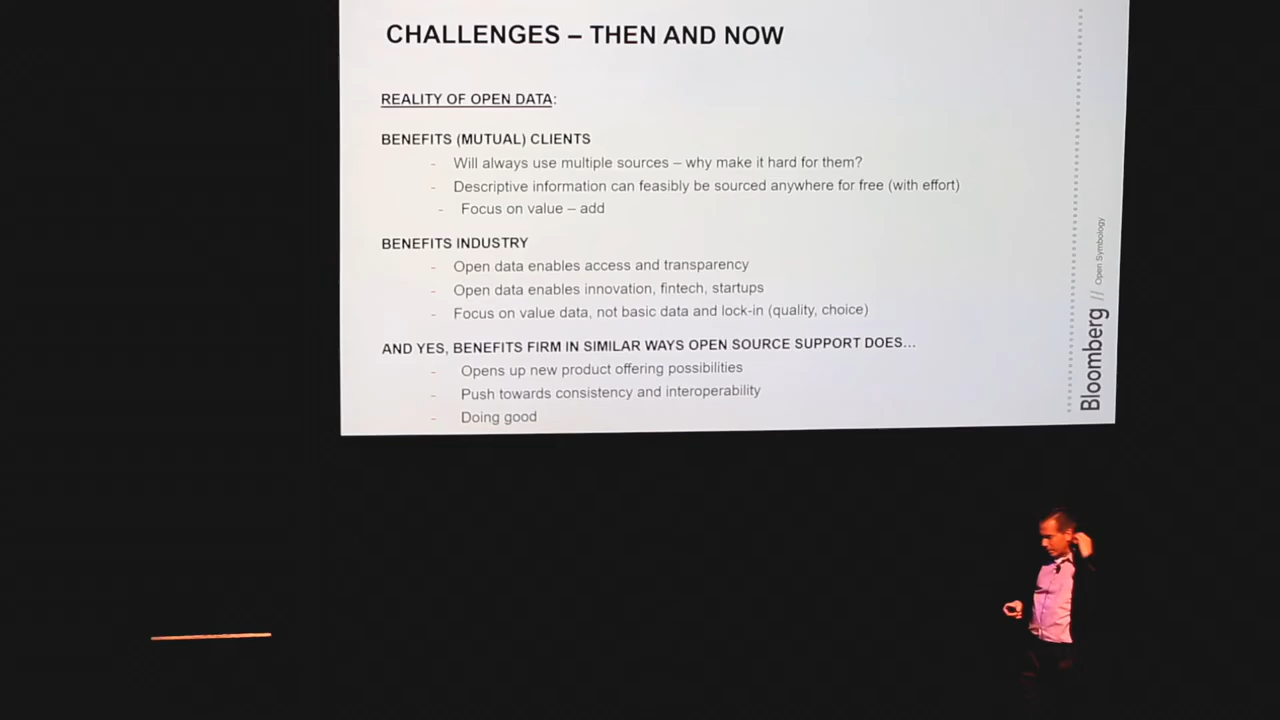 CHALLENGES – THEN AND NOW
REALITY OF OPEN DATA:
BENEFITS (MUTUAL) CLIENTS
- Will always use multiple sources – why make it hard for them?
- Descriptive information can feasibly be sourced anywhere for free (with effort)
- Focus on value – add
BENEFITS INDUSTRY
- Open data enables access and transparency
- Open data enables innovation, fintech, startups
- Focus on value data, not basic data and lock-in (quality, choice)
AND YES, BENEFITS FIRM IN SIMILAR WAYS OPEN SOURCE SUPPORT DOES...
- Opens up new product offering possibilities
- Push towards consistency and interoperability
- Doing good
Bloomberg // Open Symbology